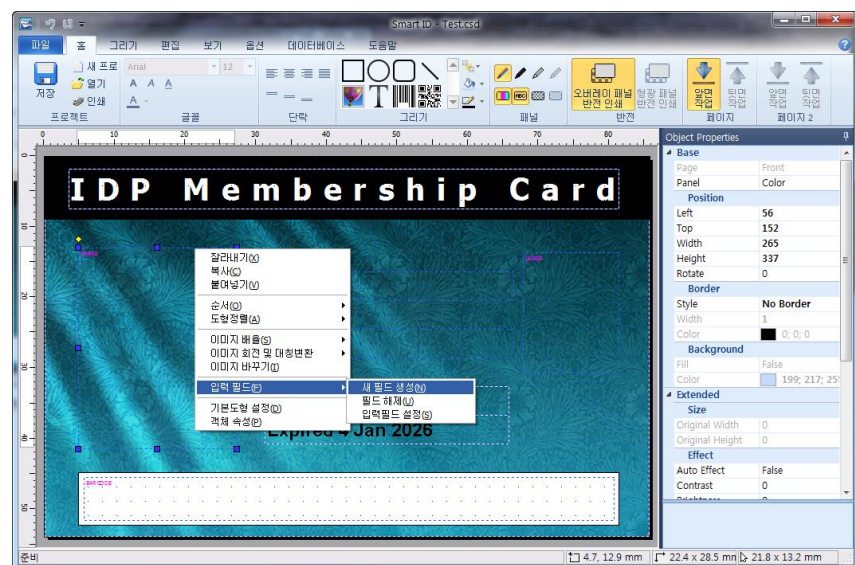 Smart ID - Test.csd
파일 홈 그리기 편집 보기 옵션 데이터베이스 도움말
저장
새 프로
열기
인쇄
프로젝트
Arial 12
A A A
A
글꼴
단락
T
그리기
ABC
패널
오버레이 패널
반전 인쇄
형광 패널
반전 인쇄
반전
앞면
작업
뒷면
작업
페이지
앞면
작업
뒷면
작업
페이지 2
0 10 20 30 40 50 60 70 80
IDP Membership Card
잘라내기(X)
복사(C)
붙여넣기(V)
순서(O)
도형정렬(A)
이미지 배율(S)
이미지 회전 및 대칭변환
이미지 바꾸기(I)
입력 필드(F)
기본도형 설정(D)
객체 속성(P)
새 필드 생성(N)
필드 해제(U)
입력필드 설정(S)
Expired 4 Jan 2026
BARCODE
Object Properties
Base
Page Front
Panel Color
Position
Left 56
Top 152
Width 265
Height 337
Rotate 0
Border
Style No Border
Width 1
Color 0; 0; 0
Background
Fill False
Color 199; 217; 25
Extended
Size
Original Width 0
Original Height 0
Effect
Auto Effect False
Contrast 0
준비
4.7, 12.9 mm
22.4 x 28.5 mm
21.8 x 13.2 mm